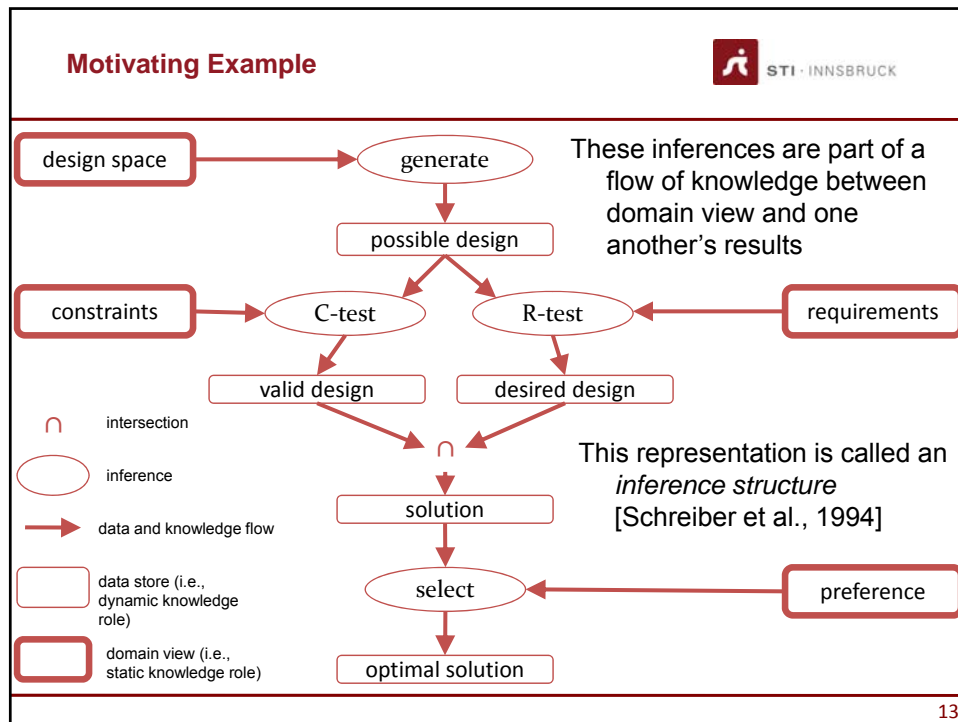 Motivating Example
STI · INNSBRUCK
design space
generate
These inferences are part of a
flow of knowledge between
domain view and one
another’s results
possible design
constraints
C-test
R-test
requirements
valid design
desired design
∩
intersection
∩
inference
This representation is called an
inference structure
[Schreiber et al., 1994]
solution
data and knowledge flow
select
preference
data store (i.e.,
dynamic knowledge
role)
domain view (i.e.,
static knowledge role)
optimal solution
13